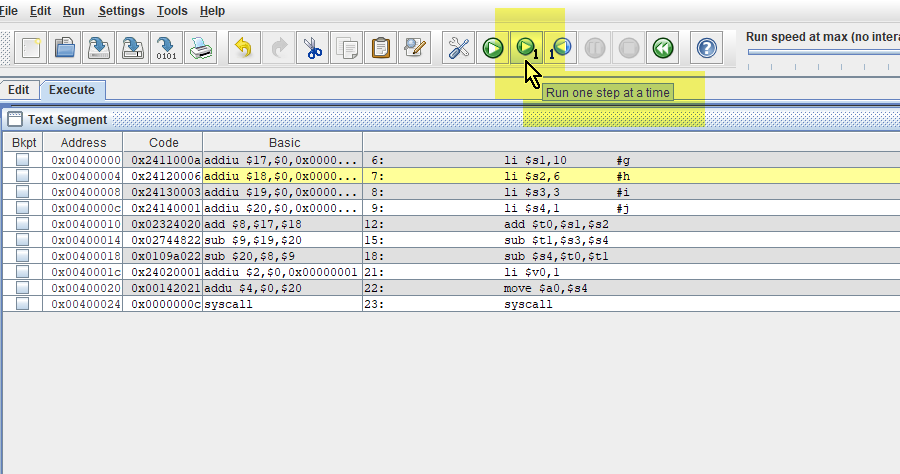 File Edit Run Settings Tools Help
0101 1 1 Run speed at max (no intera
Edit Execute
Run one step at a time
Text Segment
Bkpt Address Code Basic
0x00400000 0x2411000a addiu $17,$0,0x0000... 6: li $s1,10 #g
0x00400004 0x24120006 addiu $18,$0,0x0000... 7: li $s2,6 #h
0x00400008 0x24130003 addiu $19,$0,0x0000... 8: li $s3,3 #i
0x0040000c 0x24140001 addiu $20,$0,0x0000... 9: li $s4,1 #j
0x00400010 0x02324020 add $8,$17,$18 12: add $t0,$s1,$s2
0x00400014 0x02744822 sub $9,$19,$20 15: sub $t1,$s3,$s4
0x00400018 0x0109a022 sub $20,$8,$9 18: sub $s4,$t0,$t1
0x0040001c 0x24020001 addiu $2,$0,0x00000001 21: li $v0,1
0x00400020 0x00142021 addu $4,$0,$20 22: move $a0,$s4
0x00400024 0x0000000c syscall 23: syscall